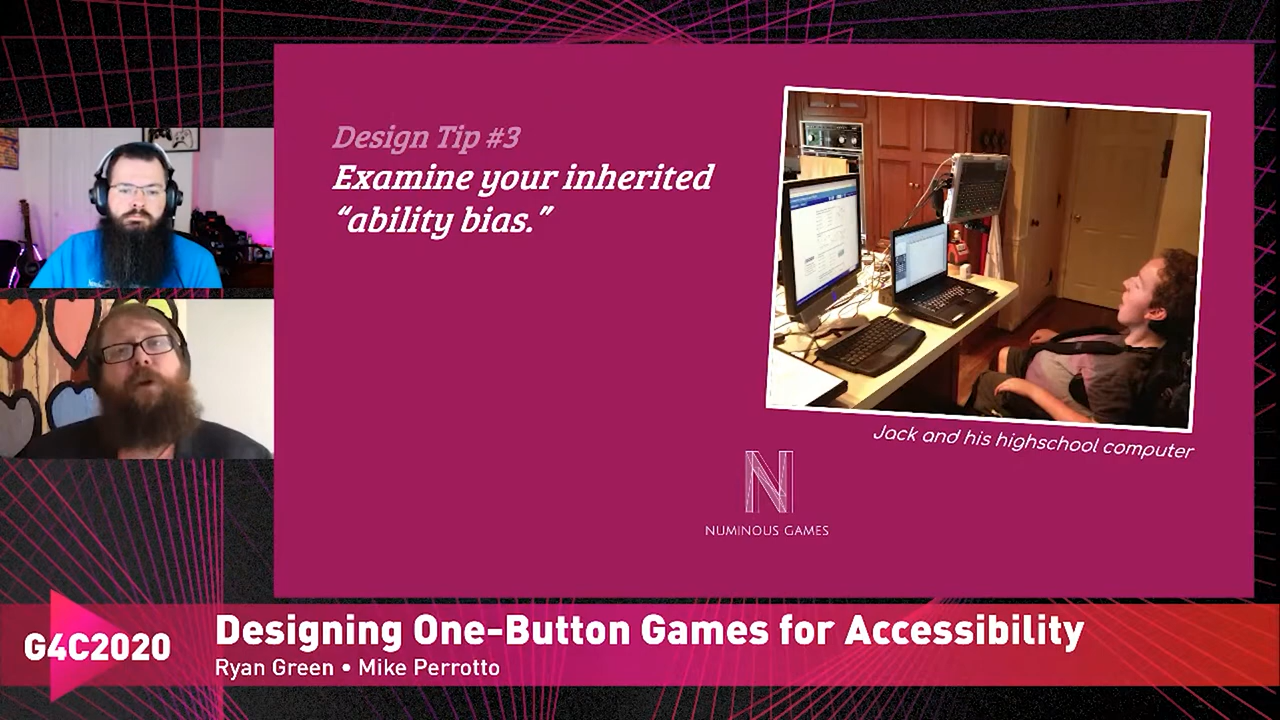 Design Tip #3
Examine your inherited
“ability bias.”
Jack and his highschool computer
N
NUMINOUS GAMES
G4C2020
Designing One-Button Games for Accessibility
Ryan Green • Mike Perrotto